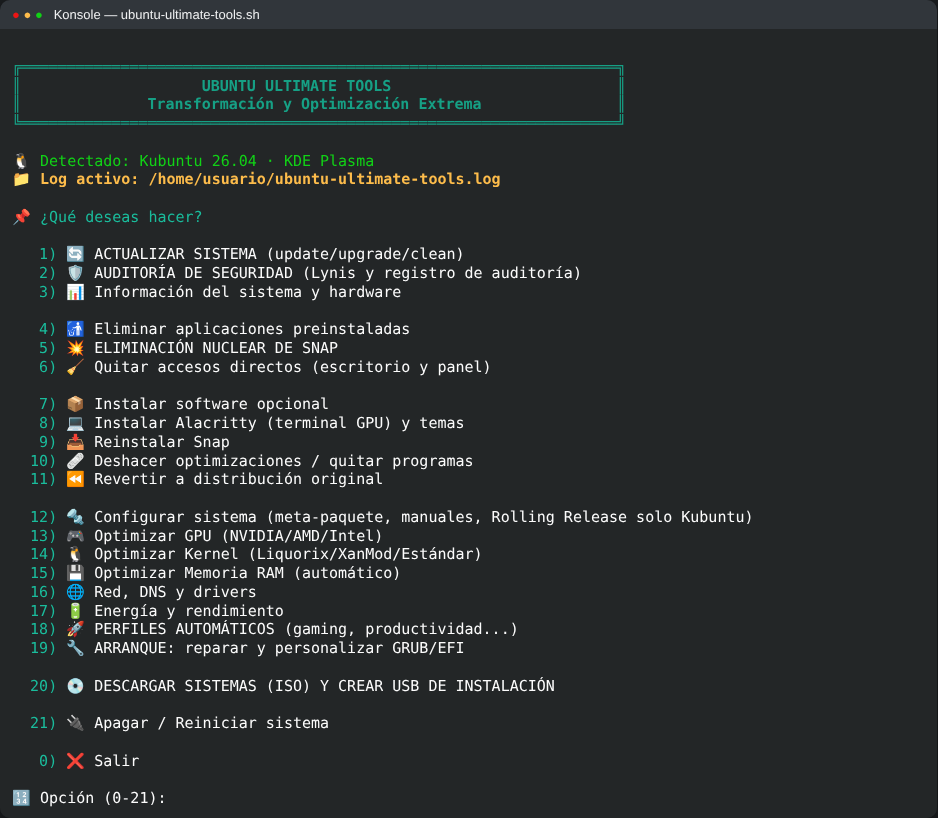 Konsole — ubuntu-ultimate-tools.sh
UBUNTU ULTIMATE TOOLS
Transformación y Optimización Extrema
🐧 Detectado: Kubuntu 26.04 · KDE Plasma
📁 Log activo: /home/usuario/ubuntu-ultimate-tools.log
📌 ¿Qué deseas hacer?
1) 🔄 ACTUALIZAR SISTEMA (update/upgrade/clean)
2) 🛡️ AUDITORÍA DE SEGURIDAD (Lynis y registro de auditoría)
3) 📊 Información del sistema y hardware
4) 🚮 Eliminar aplicaciones preinstaladas
5) 💥 ELIMINACIÓN NUCLEAR DE SNAP
6) 🧹 Quitar accesos directos (escritorio y panel)
7) 📦 Instalar software opcional
8) 💻 Instalar Alacritty (terminal GPU) y temas
9) 📥 Reinstalar Snap
10) 🩹 Deshacer optimizaciones / quitar programas
11) ⏪ Revertir a distribución original
12) 🔩 Configurar sistema (meta-paquete, manuales, Rolling Release solo Kubuntu)
13) 🎮 Optimizar GPU (NVIDIA/AMD/Intel)
14) 🐧 Optimizar Kernel (Liquorix/XanMod/Estándar)
15) 💾 Optimizar Memoria RAM (automático)
16) 🌐 Red, DNS y drivers
17) 🔋 Energía y rendimiento
18) 🚀 PERFILES AUTOMÁTICOS (gaming, productividad...)
19) 🔧 ARRANQUE: reparar y personalizar GRUB/EFI
20) 💿 DESCARGAR SISTEMAS (ISO) Y CREAR USB DE INSTALACIÓN
21) 🔌 Apagar / Reiniciar sistema
0) ❌ Salir
🔢 Opción (0-21):